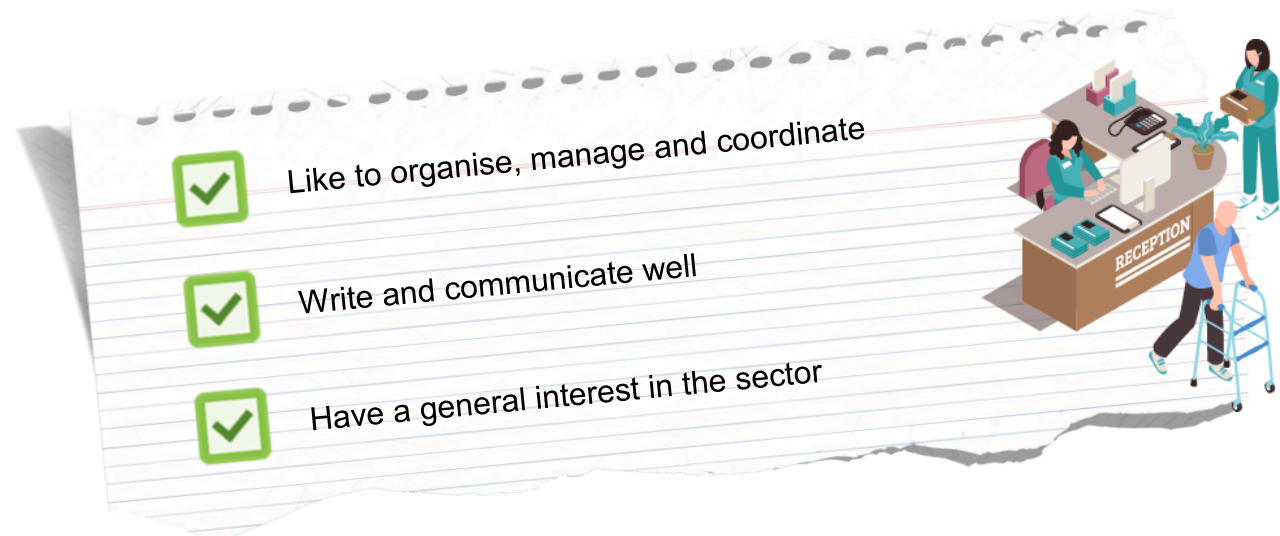 Like to organise, manage and coordinate
Write and communicate well
Have a general interest in the sector
RECEPTION